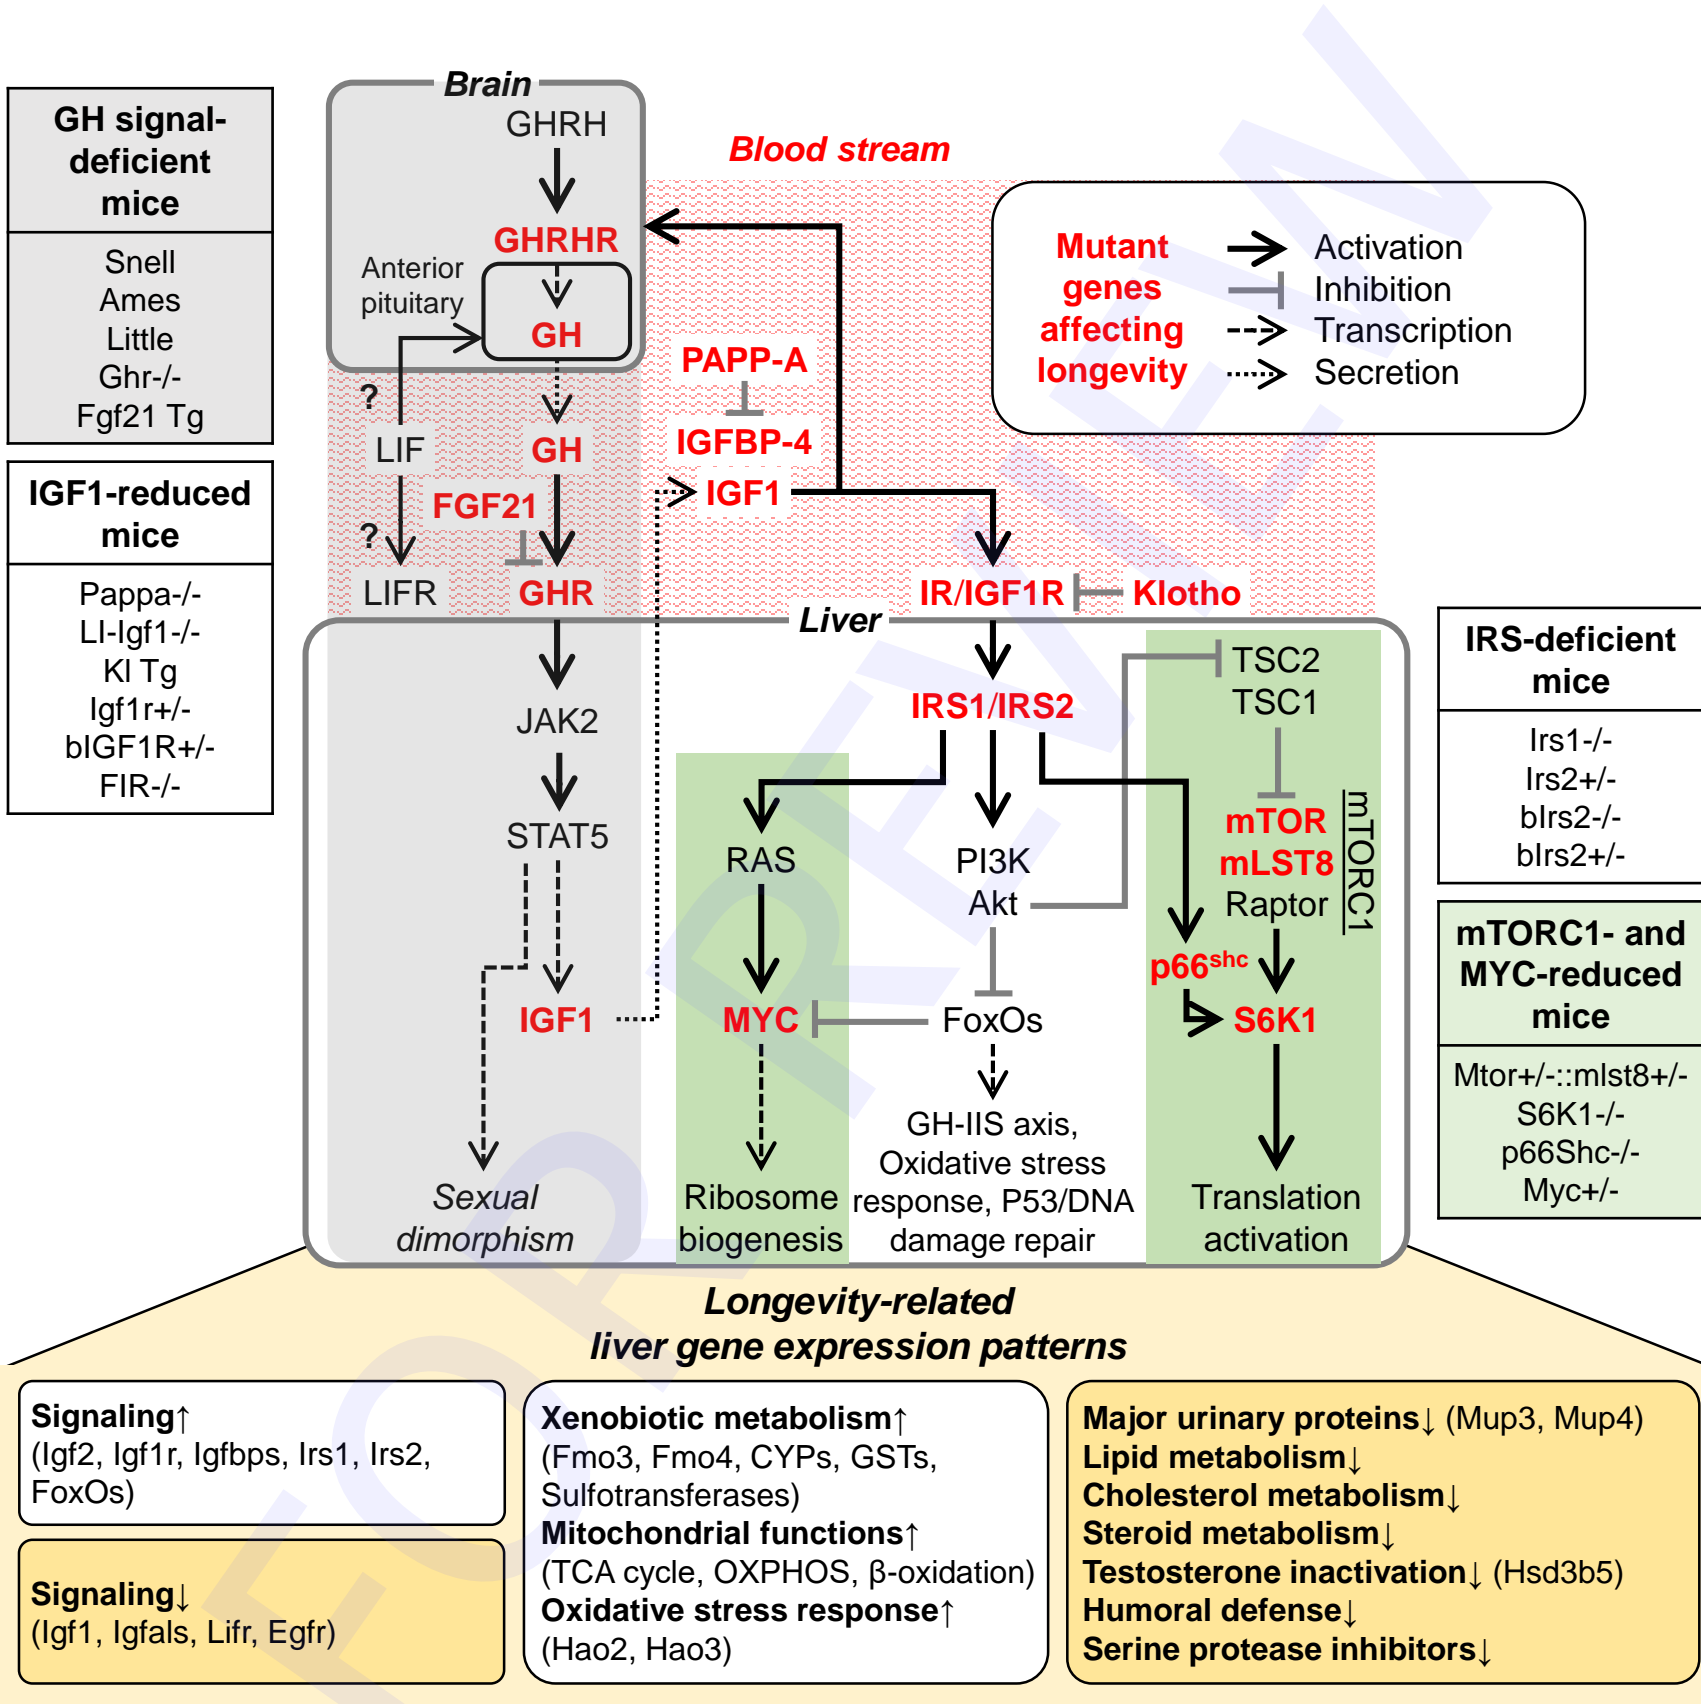 Brain
GHRH
GHRHR
Anterior
pituitary
GH
Blood stream
GH signal-
deficient
mice
Snell
Ames
Little
Ghr-/-
Fgf21 Tg
IGF1-reduced
mice
Pappa-/-
LI-Igf1-/-
Kl Tg
Igf1r+/-
bIGF1R+/-
FIR-/-
Mutant
genes
affecting
longevity
Activation
Inhibition
Transcription
Secretion
PAPP-A
IGFBP-4
IGF1
?
LIF
GH
FGF21
?
LIFR
GHR
IR/IGF1R
Klotho
Liver
JAK2
STAT5
IGF1
Sexual
dimorphism
IRS1/IRS2
RAS
MYC
Ribosome
biogenesis
PI3K
Akt
FoxOs
GH-IIS axis,
Oxidative stress
response, P53/DNA
damage repair
TSC2
TSC1
mTOR
mLST8
Raptor
mTORC1
p66shc
S6K1
Translation
activation
IRS-deficient
mice
Irs1-/-
Irs2+/-
bIrs2-/-
bIrs2+/-
mTORC1- and
MYC-reduced
mice
Mtor+/-::mlst8+/-
S6K1-/-
p66Shc-/-
Myc+/-
Longevity-related
liver gene expression patterns
Signaling↑
(Igf2, Igf1r, Igfbps, Irs1, Irs2,
FoxOs)
Signaling↓
(Igf1, Igfals, Lifr, Egfr)
Xenobiotic metabolism↑
(Fmo3, Fmo4, CYPs, GSTs,
Sulfotransferases)
Mitochondrial functions↑
(TCA cycle, OXPHOS, β-oxidation)
Oxidative stress response↑
(Hao2, Hao3)
Major urinary proteins↓ (Mup3, Mup4)
Lipid metabolism↓
Cholesterol metabolism↓
Steroid metabolism↓
Testosterone inactivation↓ (Hsd3b5)
Humoral defense↓
Serine protease inhibitors↓
FOR REVIEW